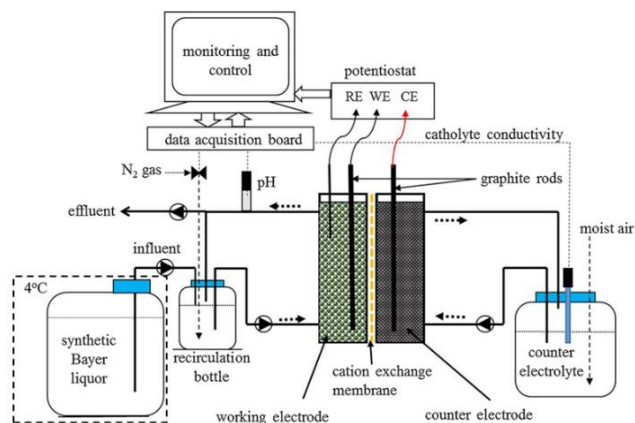 monitoring and
control
potentiostat
RE WE CE
data acquisition board
catholyte conductivity
N₂ gas
pH
graphite rods
effluent
moist air
influent
4°C
synthetic
Bayer
liquor
recirculation
bottle
counter
electrolyte
cation exchange
membrane
working electrode
counter electrode